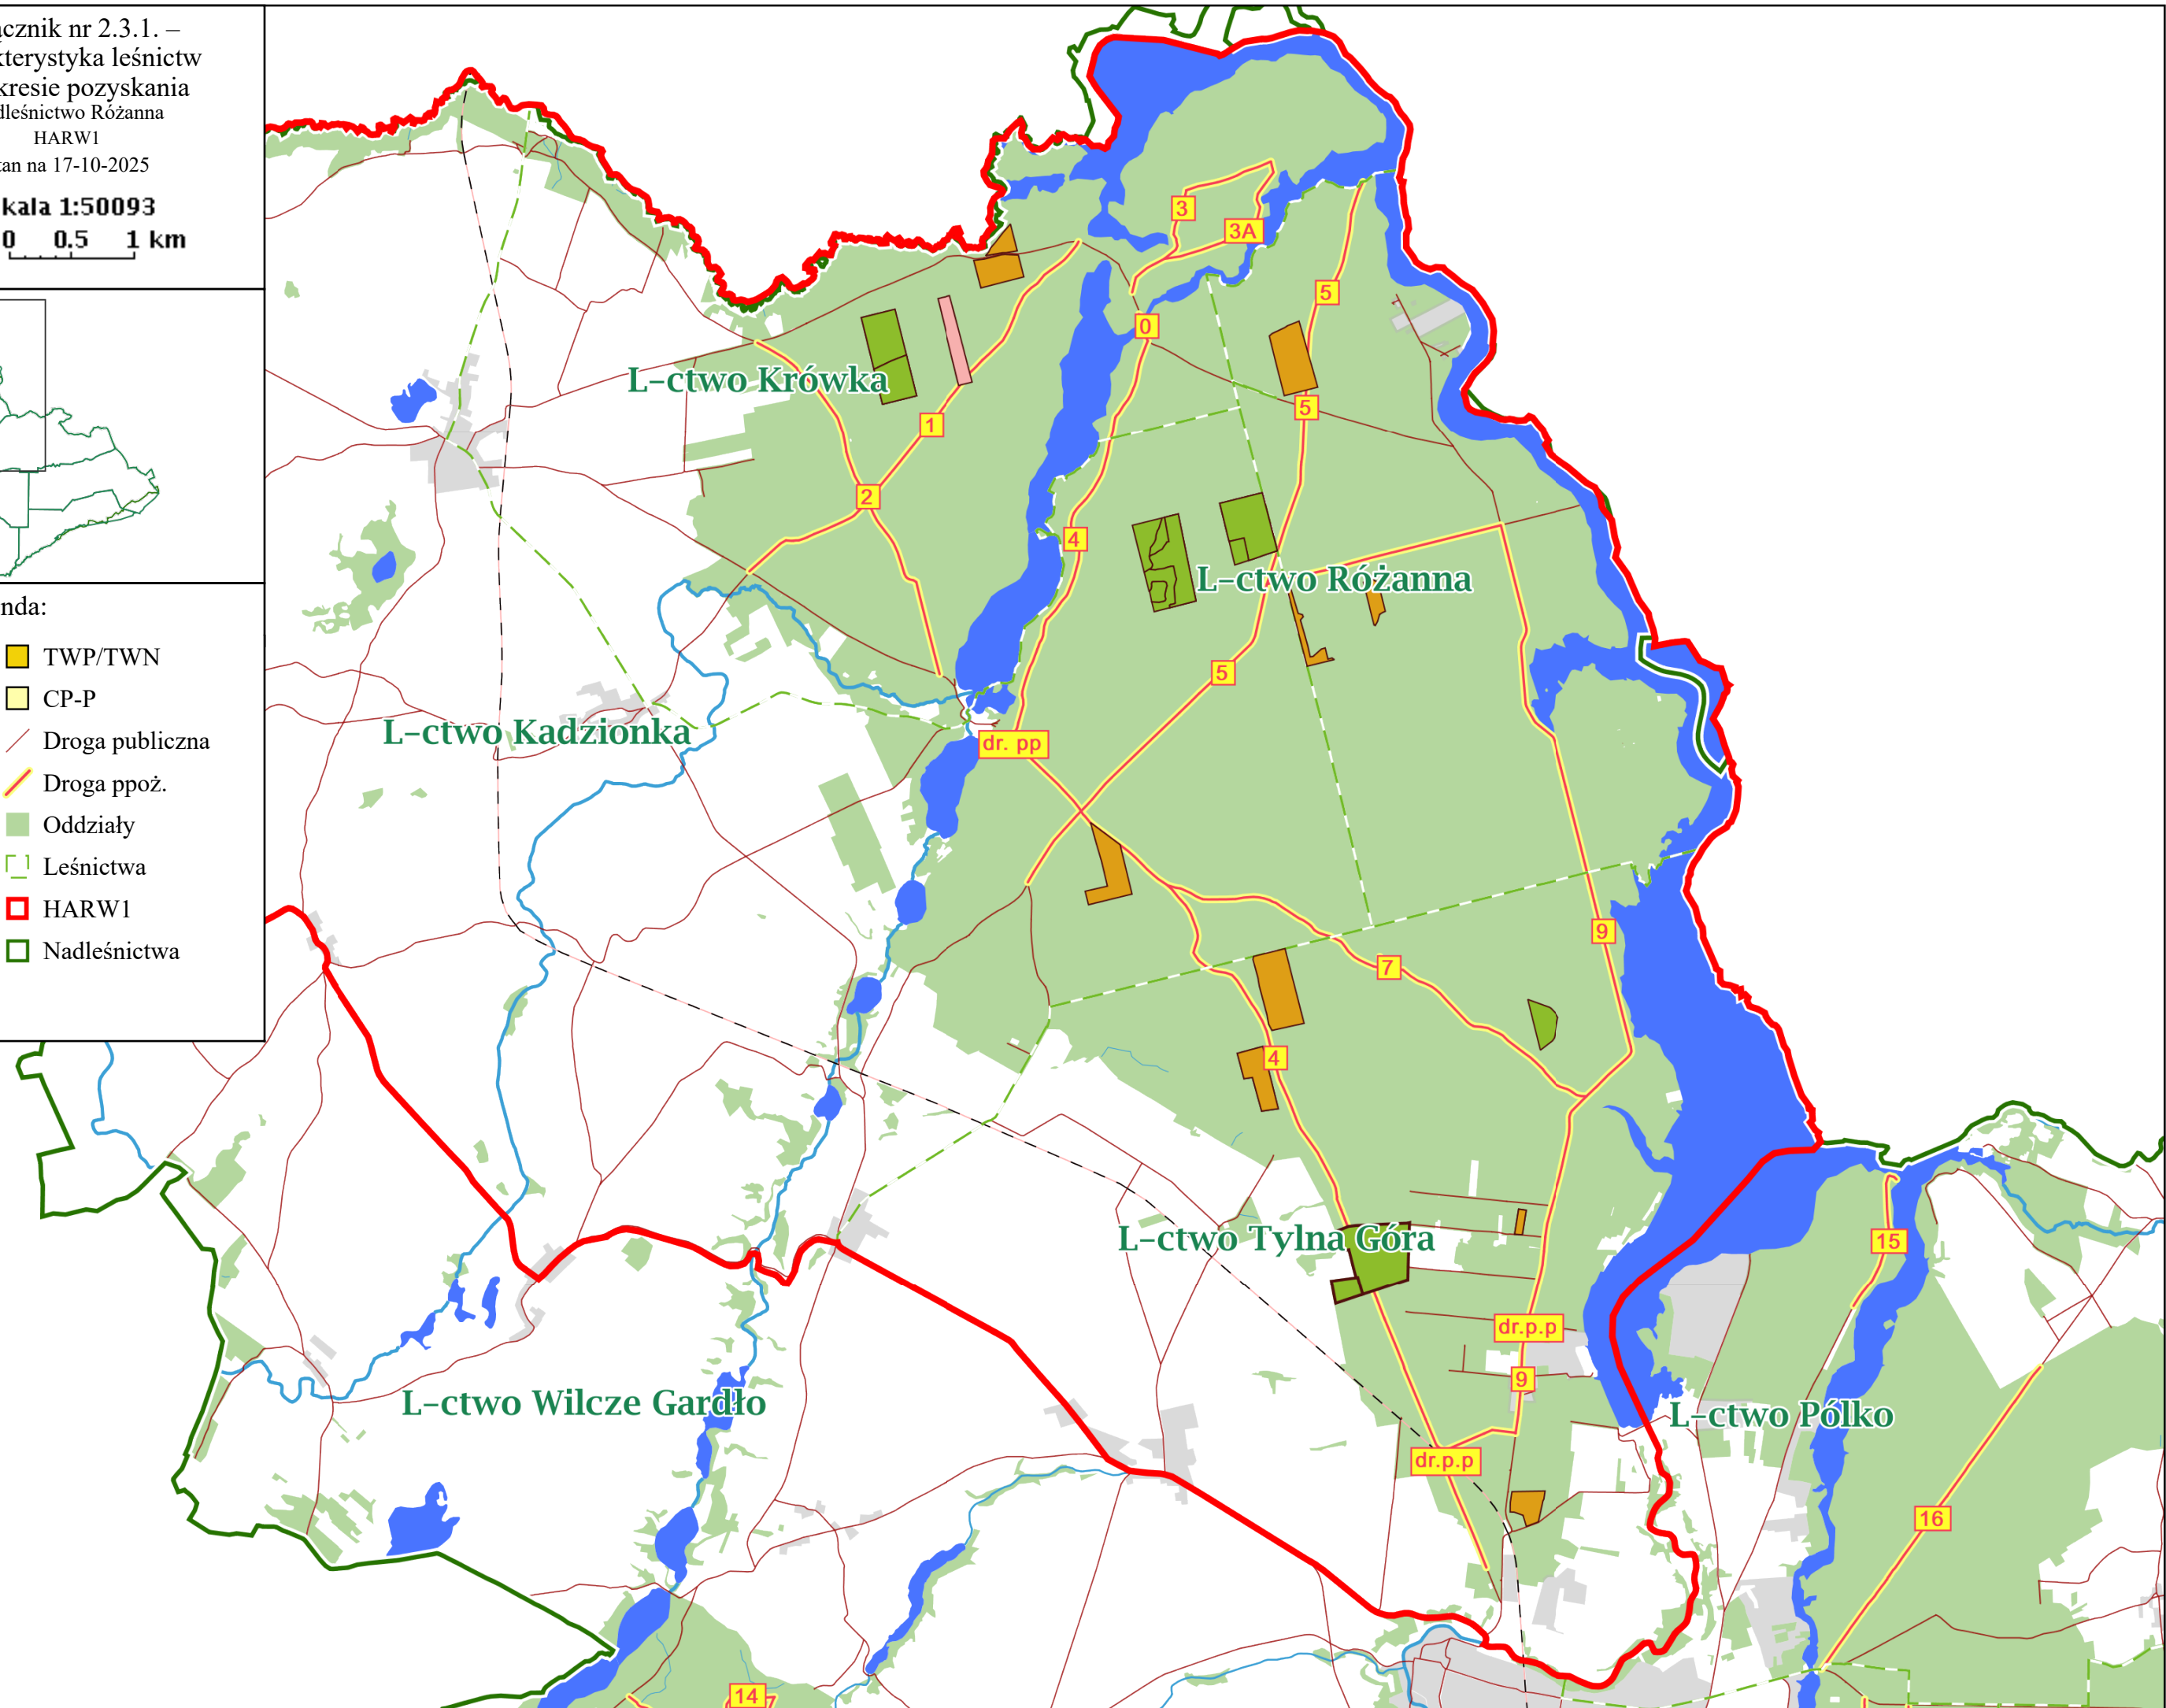 ącznik nr 2.3.1. –
kterystyka leśnictw
kresie pozyskania
dleśnictwo Różanna
HARW1
tan na 17-10-2025
kala 1:50093
0 0.5 1 km
nda:
TWP/TWN
CP-P
Droga publiczna
Droga ppoż.
Oddziały
Leśnictwa
HARW1
Nadleśnictwa
3
3A
5
0
L-ctwo Krówka
5
1
2
4
L-ctwo Różanna
5
L-ctwo Kadzionka
dr. pp
9
7
4
L-ctwo Tylna Góra
15
dr.p.p
9
L-ctwo Wilcze Gardło
L-ctwo Pólko
dr.p.p
16
14